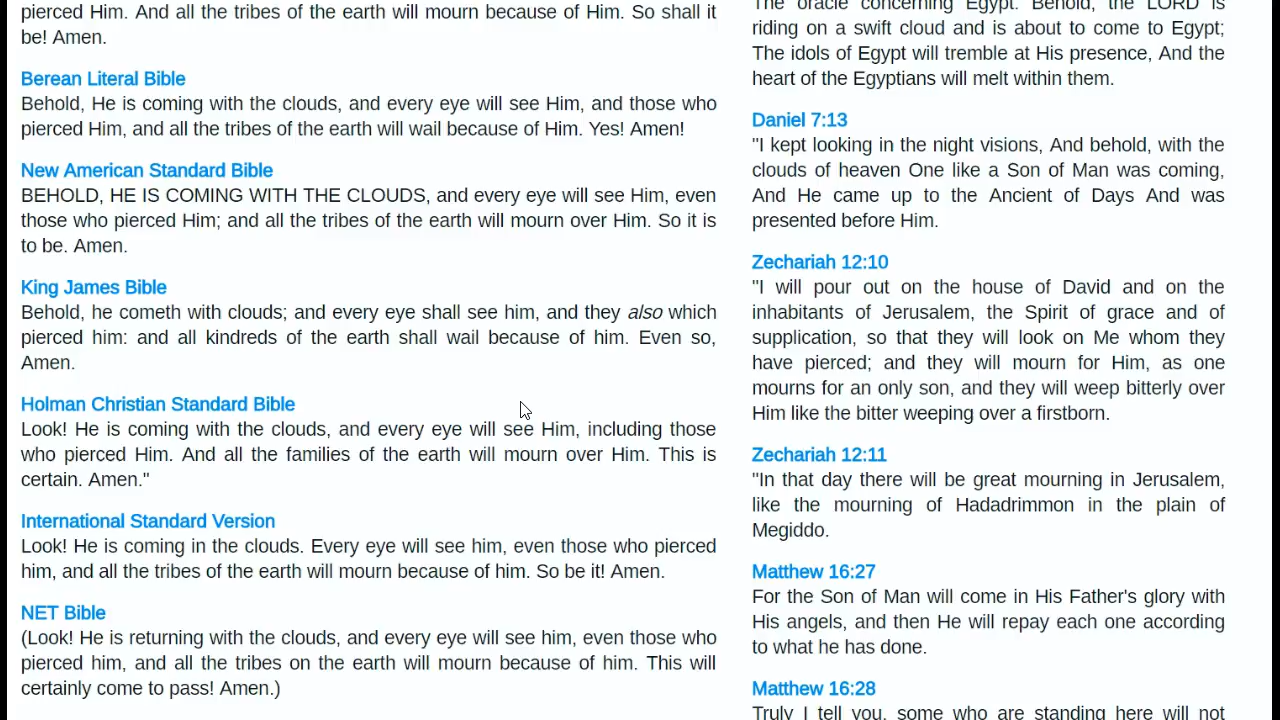 pierced Him. And all the tribes of the earth will mourn because of Him. So shall it
be! Amen.
Berean Literal Bible
Behold, He is coming with the clouds, and every eye will see Him, and those who
pierced Him, and all the tribes of the earth will wail because of Him. Yes! Amen!
New American Standard Bible
BEHOLD, HE IS COMING WITH THE CLOUDS, and every eye will see Him, even
those who pierced Him; and all the tribes of the earth will mourn over Him. So it is
to be. Amen.
King James Bible
Behold, he cometh with clouds; and every eye shall see him, and they also which
pierced him: and all kindreds of the earth shall wail because of him. Even so,
Amen.
Holman Christian Standard Bible
Look! He is coming with the clouds, and every eye will see Him, including those
who pierced Him. And all the families of the earth will mourn over Him. This is
certain. Amen."
International Standard Version
Look! He is coming in the clouds. Every eye will see him, even those who pierced
him, and all the tribes of the earth will mourn because of him. So be it! Amen.
NET Bible
(Look! He is returning with the clouds, and every eye will see him, even those who
pierced him, and all the tribes on the earth will mourn because of him. This will
certainly come to pass! Amen.)
The oracle concerning Egypt. Behold, the LORD is
riding on a swift cloud and is about to come to Egypt;
The idols of Egypt will tremble at His presence, And the
heart of the Egyptians will melt within them.
Daniel 7:13
"I kept looking in the night visions, And behold, with the
clouds of heaven One like a Son of Man was coming,
And He came up to the Ancient of Days And was
presented before Him.
Zechariah 12:10
"I will pour out on the house of David and on the
inhabitants of Jerusalem, the Spirit of grace and of
supplication, so that they will look on Me whom they
have pierced; and they will mourn for Him, as one
mourns for an only son, and they will weep bitterly over
Him like the bitter weeping over a firstborn.
Zechariah 12:11
"In that day there will be great mourning in Jerusalem,
like the mourning of Hadadrimmon in the plain of
Megiddo.
Matthew 16:27
For the Son of Man will come in His Father's glory with
His angels, and then He will repay each one according
to what he has done.
Matthew 16:28
Truly I tell you, some who are standing here will not